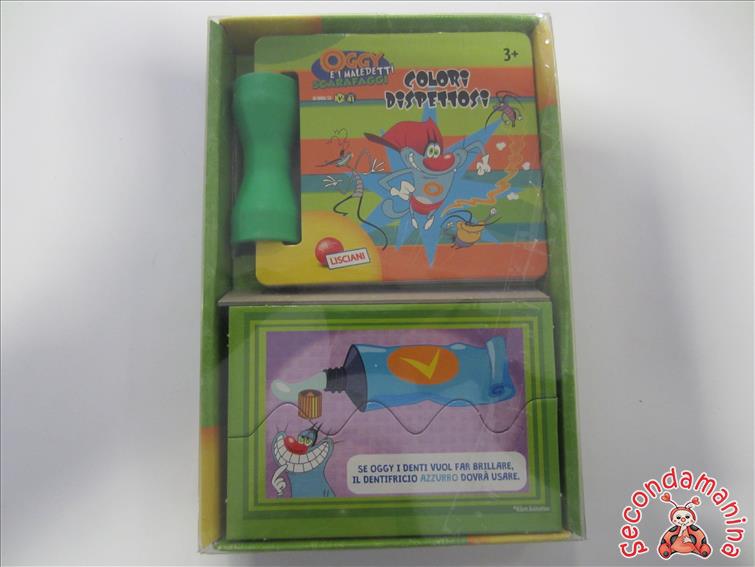 OGGY
E I MALEDETTI
SCARAFAGGI
3+
COLORI
DISPETTOSI
LISCIANI
SE OGGY I DENTI VUOL FAR BRILLARE,
IL DENTIFRICIO AZZURRO DOVRÀ USARE.
secondamanina